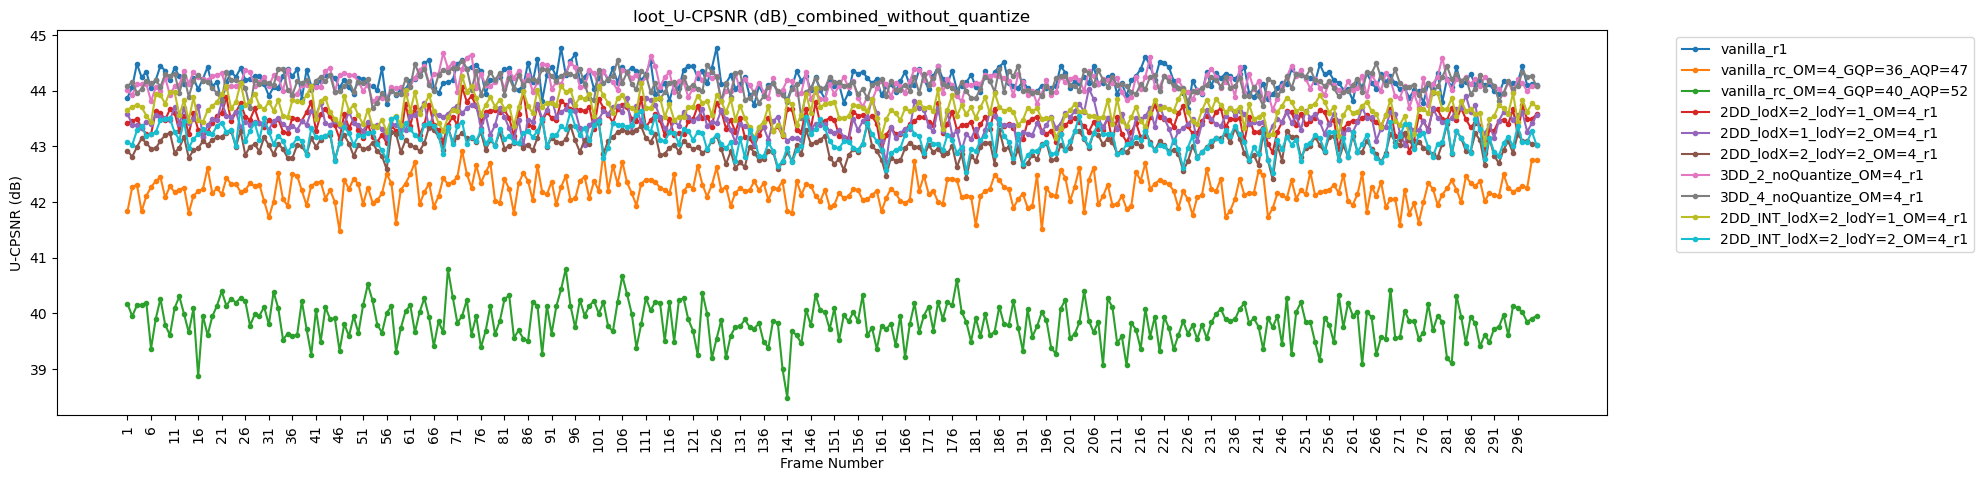 loot_U-CPSNR (dB)_combined_without_quantize
U-CPSNR (dB)
45
44
43
42
41
40
39
1 6 11 16 21 26 31 36 41 46 51 56 61 66 71 76 81 86 91 96 101 106 111 116 121 126 131 136 141 146 151 156 161 166 171 176 181 186 191 196 201 206 211 216 221 226 231 236 241 246 251 256 261 266 271 276 281 286 291 296
Frame Number
vanilla_r1
vanilla_rc_OM=4_GQP=36_AQP=47
vanilla_rc_OM=4_GQP=40_AQP=52
2DD_lodX=2_lodY=1_OM=4_r1
2DD_lodX=1_lodY=2_OM=4_r1
2DD_lodX=2_lodY=2_OM=4_r1
3DD_2_noQuantize_OM=4_r1
3DD_4_noQuantize_OM=4_r1
2DD_INT_lodX=2_lodY=1_OM=4_r1
2DD_INT_lodX=2_lodY=2_OM=4_r1